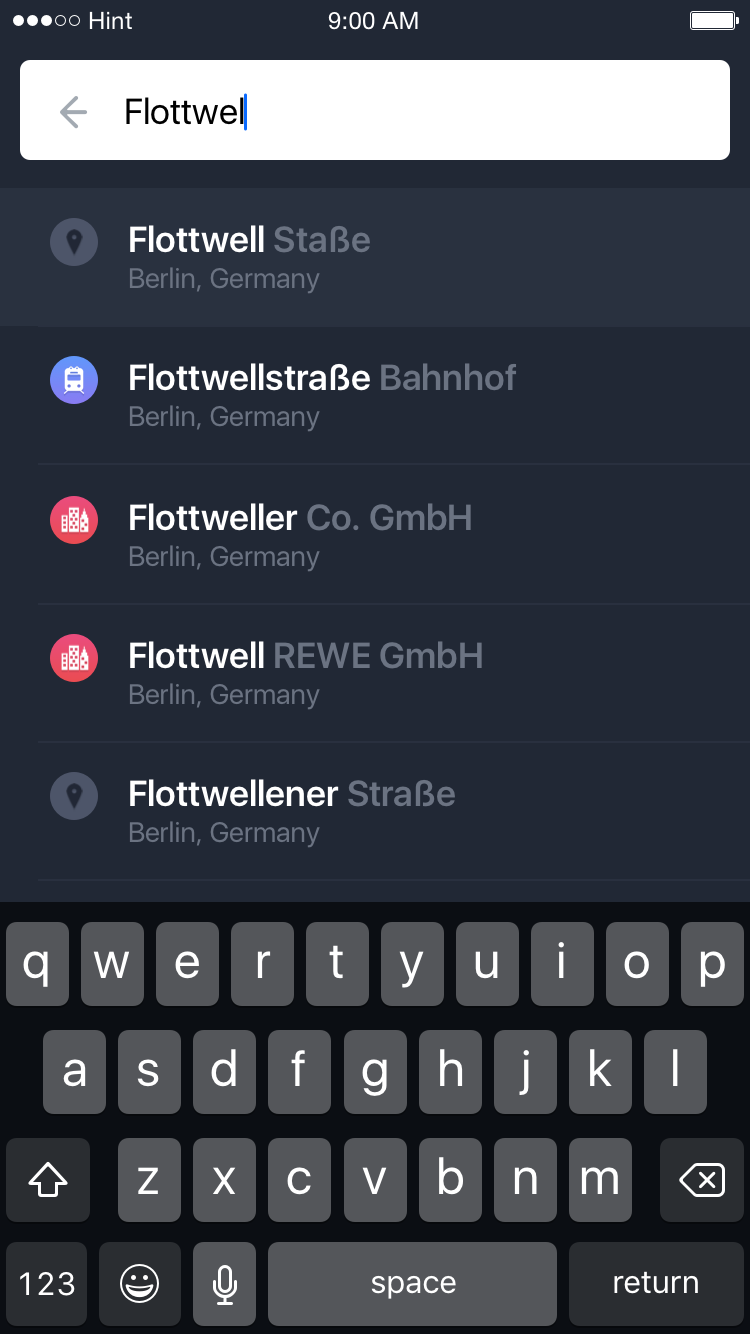 Hint 9:00 AM
Flottwel
Flottwell Staße
Berlin, Germany
Flottwellstraße Bahnhof
Berlin, Germany
Flottweller Co. GmbH
Berlin, Germany
Flottwell REWE GmbH
Berlin, Germany
Flottwellener Straße
Berlin, Germany
q w e r t y u i o p
a s d f g h j k l
z x c v b n m
123 space return